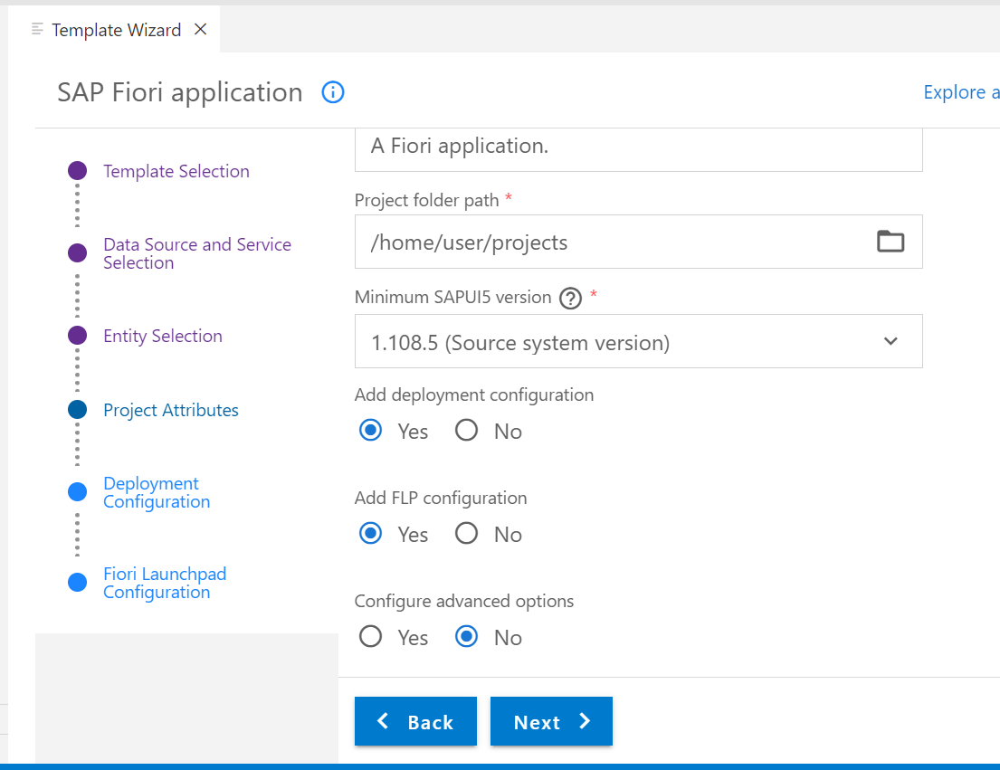 Template Wizard
SAP Fiori application
Explore a
Template Selection
Data Source and Service
Selection
Entity Selection
Project Attributes
Deployment
Configuration
Fiori Launchpad
Configuration
A Fiori application.
Project folder path *
/home/user/projects
Minimum SAPUI5 version ? *
1.108.5 (Source system version)
Add deployment configuration
Yes No
Add FLP configuration
Yes No
Configure advanced options
Yes No
Back Next